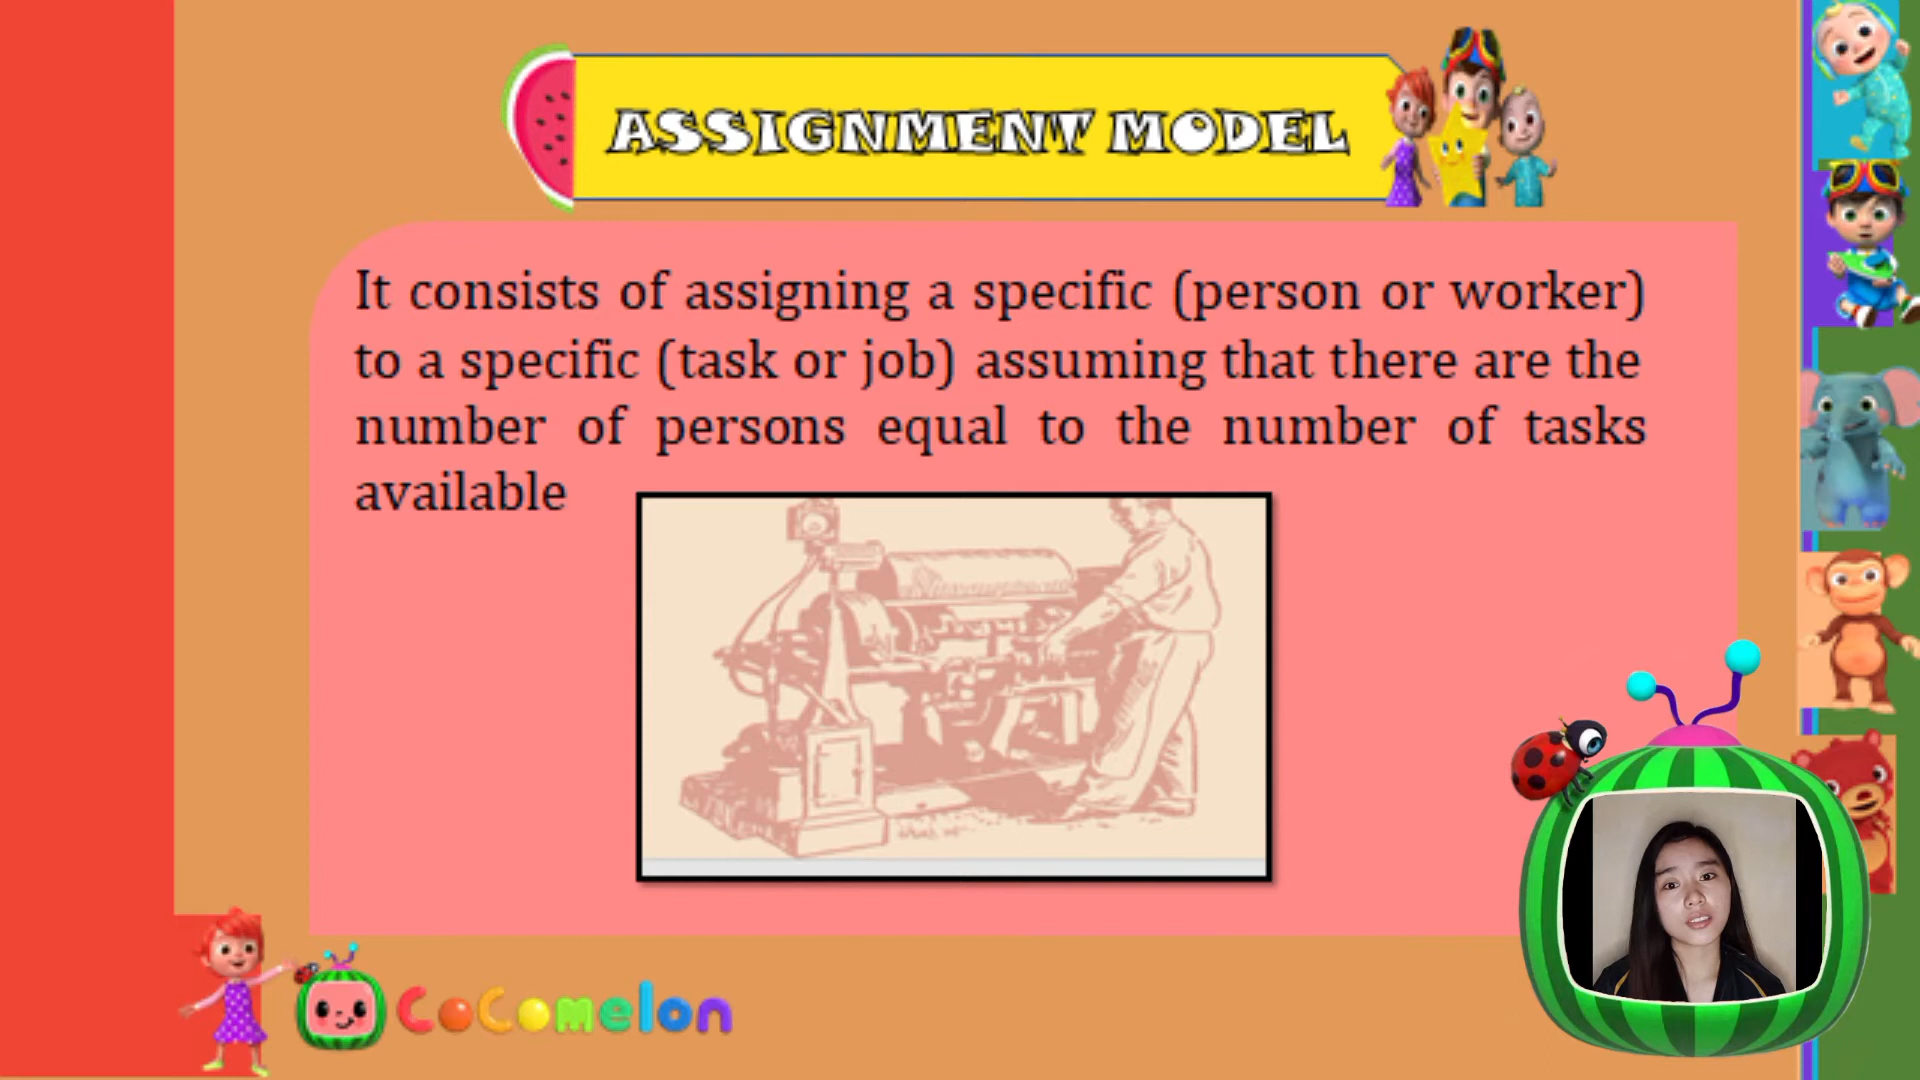 ASSIGNMENT MODEL
It consists of assigning a specific (person or worker)
to a specific (task or job) assuming that there are the
number of persons equal to the number of tasks
available
CoComelon